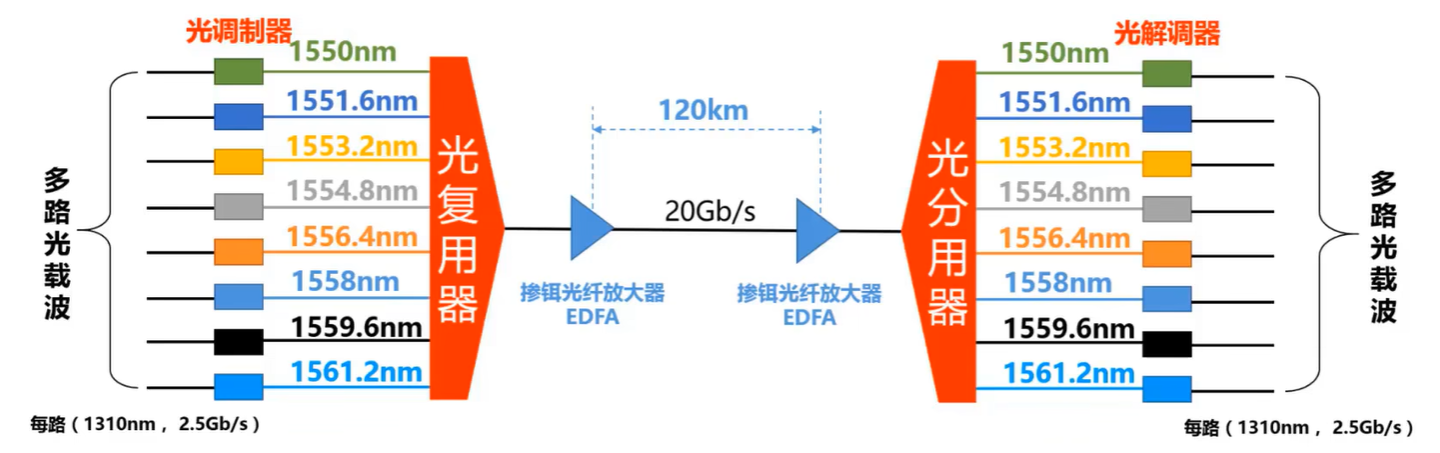 光调制器
1550nm
1551.6nm
1553.2nm
1554.8nm
1556.4nm
1558nm
1559.6nm
1561.2nm
多路光载波
每路（1310nm ， 2.5Gb/s）
光复用器
120km
20Gb/s
掺铒光纤放大器
EDFA
掺铒光纤放大器
EDFA
光分用器
光解调器
1550nm
1551.6nm
1553.2nm
1554.8nm
1556.4nm
1558nm
1559.6nm
1561.2nm
多路光载波
每路（1310nm ， 2.5Gb/s）